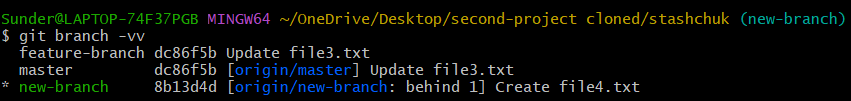 Sunder@LAPTOP-74F37PGB MINGW64 ~/OneDrive/Desktop/second-project cloned/stashchuk (new-branch)
$ git branch -vv
  feature-branch dc86f5b Update file3.txt
  master         dc86f5b [origin/master] Update file3.txt
* new-branch     8b13d4d [origin/new-branch: behind 1] Create file4.txt